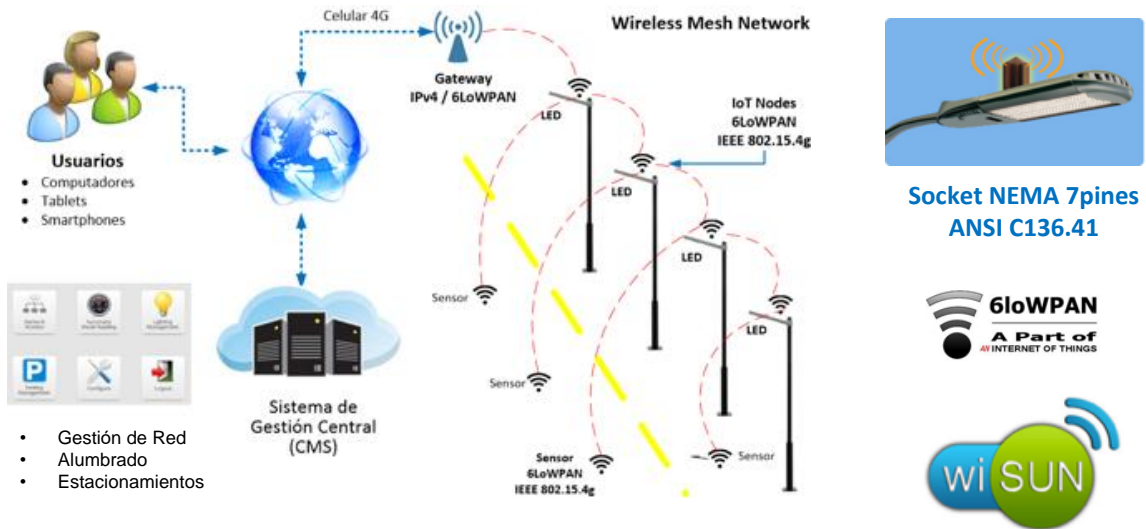 Celular 4G
Wireless Mesh Network
Gateway
IPv4 / 6LoWPAN
LED
IoT Nodes
6LoWPAN
IEEE 802.15.4g
Usuarios
• Computadores
• Tablets
• Smartphones
LED
LED
Sensor
LED
Sensor
Sistema de
Gestión Central
(CMS)
Sensor
6LoWPAN
IEEE 802.15.4g
Sensor
P
Logout
• Gestión de Red
• Alumbrado
• Estacionamientos
Socket NEMA 7pines
ANSI C136.41
6loWPAN
A Part of
AN INTERNET OF THINGS
wi SUN